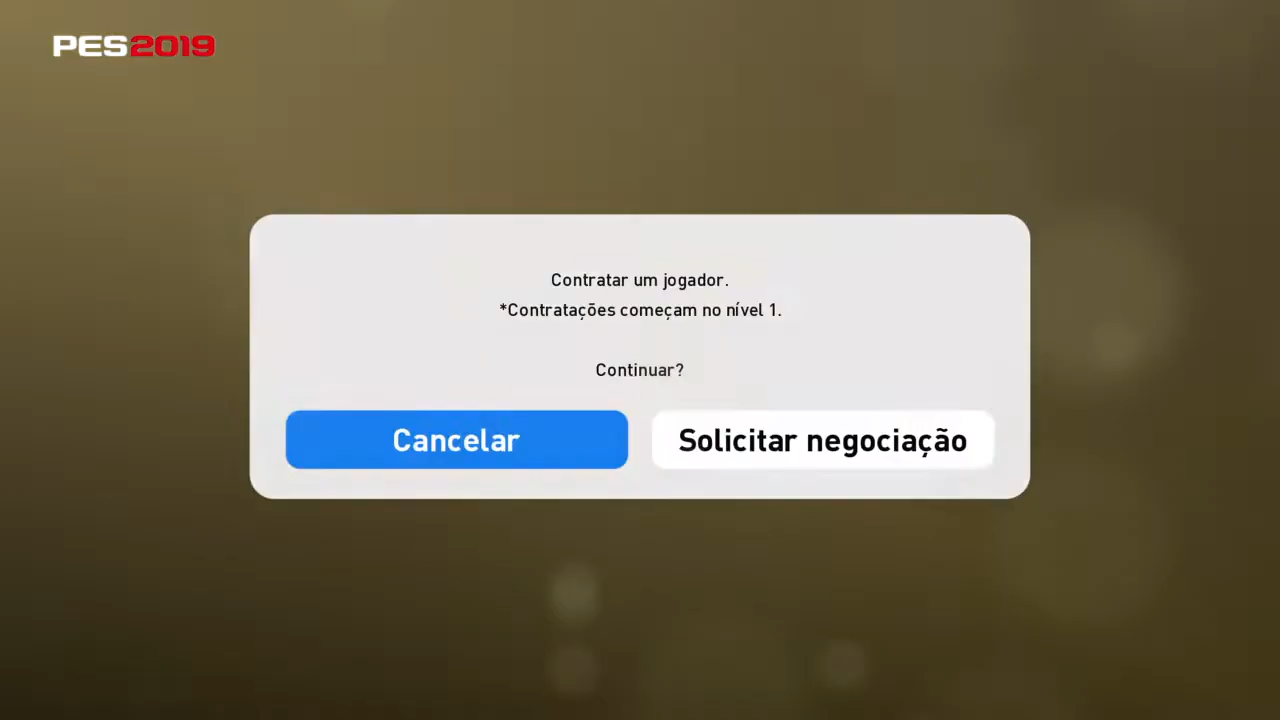 PES2019
Contratar um jogador.
*Contratações começam no nível 1.
Continuar?
Cancelar
Solicitar negociação